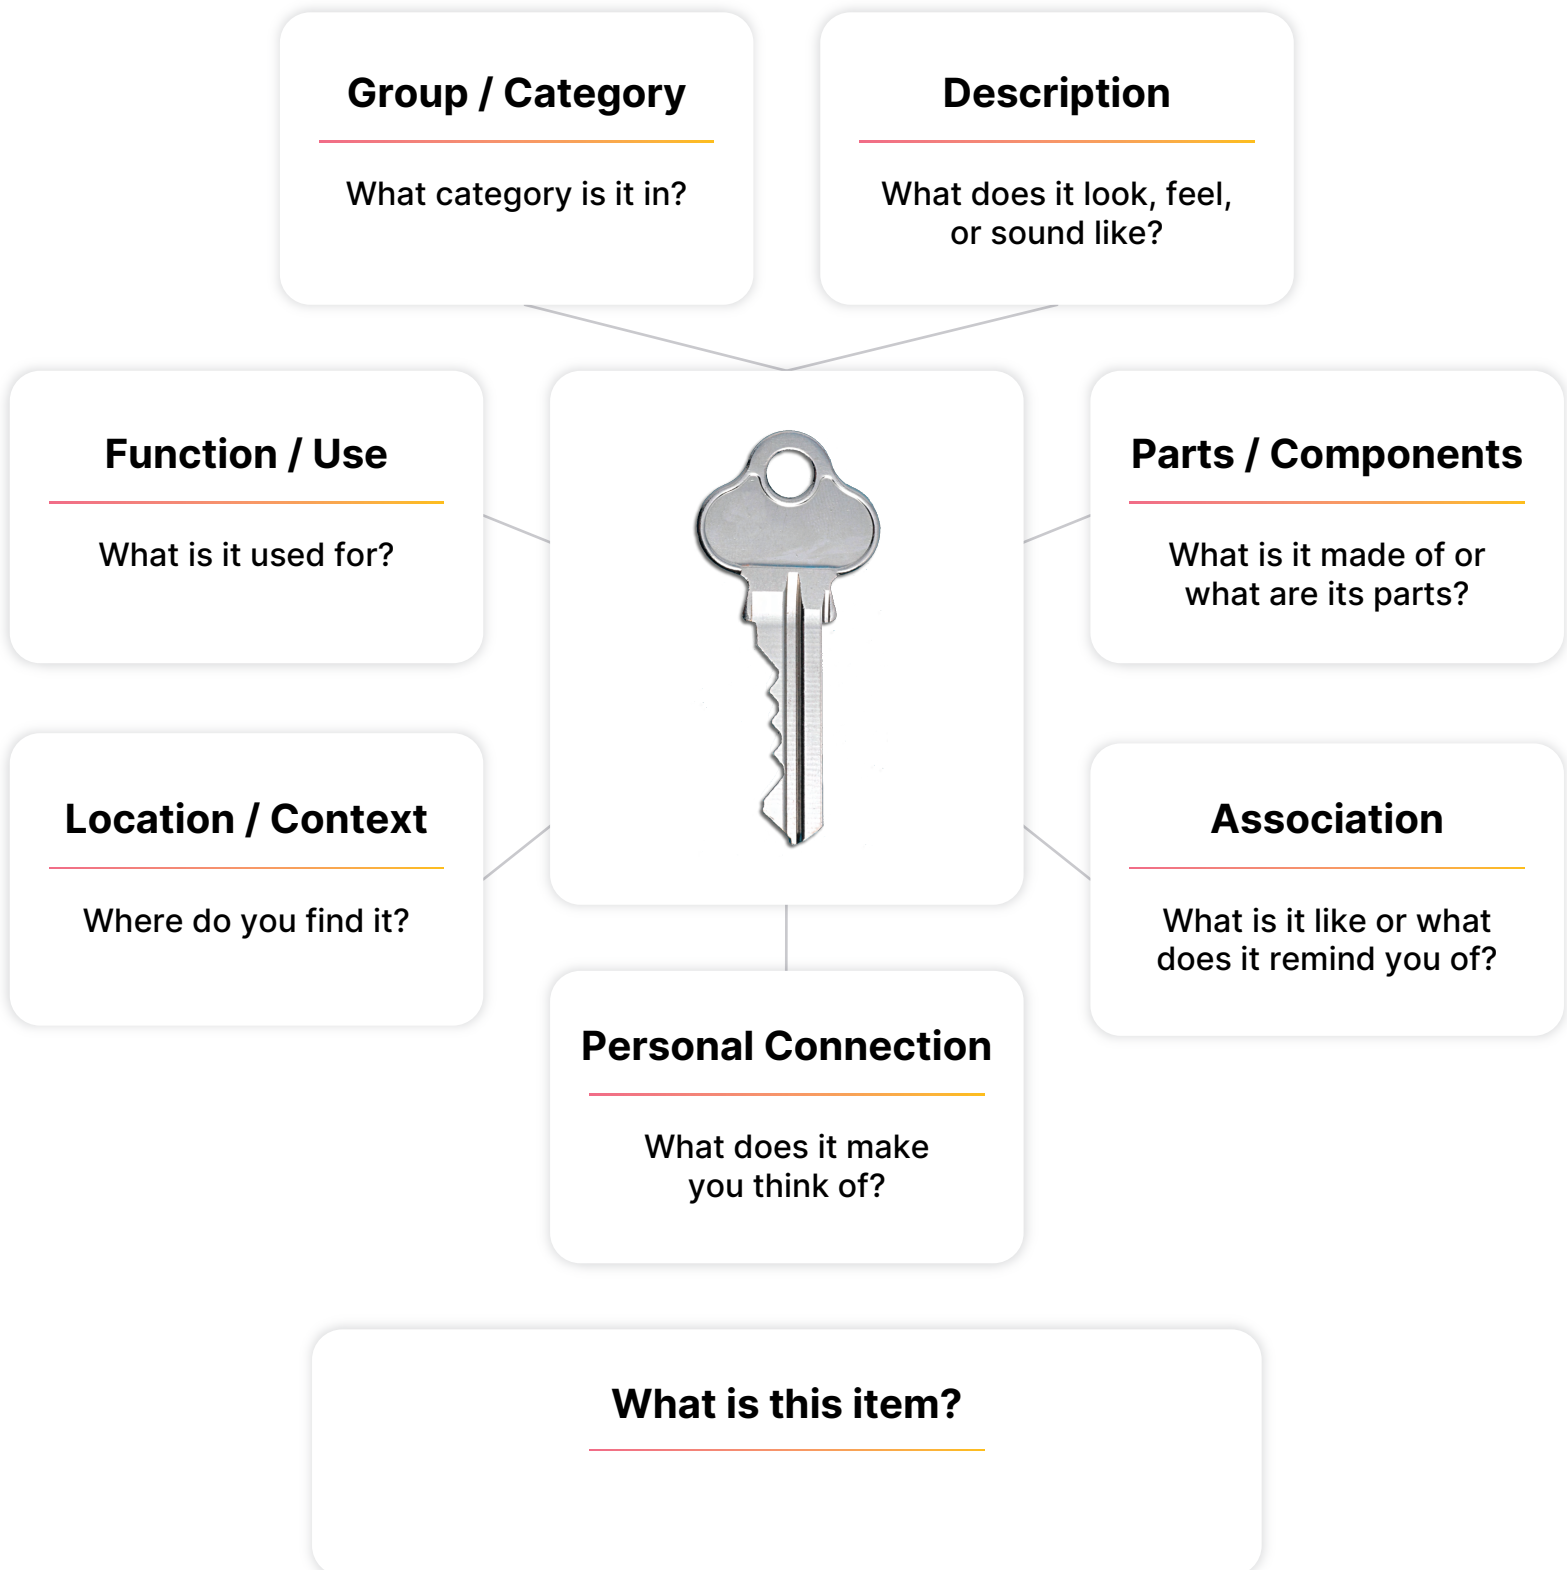 Group / Category
What category is it in?
Description
What does it look, feel,
or sound like?
Function / Use
What is it used for?
Parts / Components
What is it made of or
what are its parts?
Location / Context
Where do you find it?
Association
What is it like or what
does it remind you of?
Personal Connection
What does it make
you think of?
What is this item?